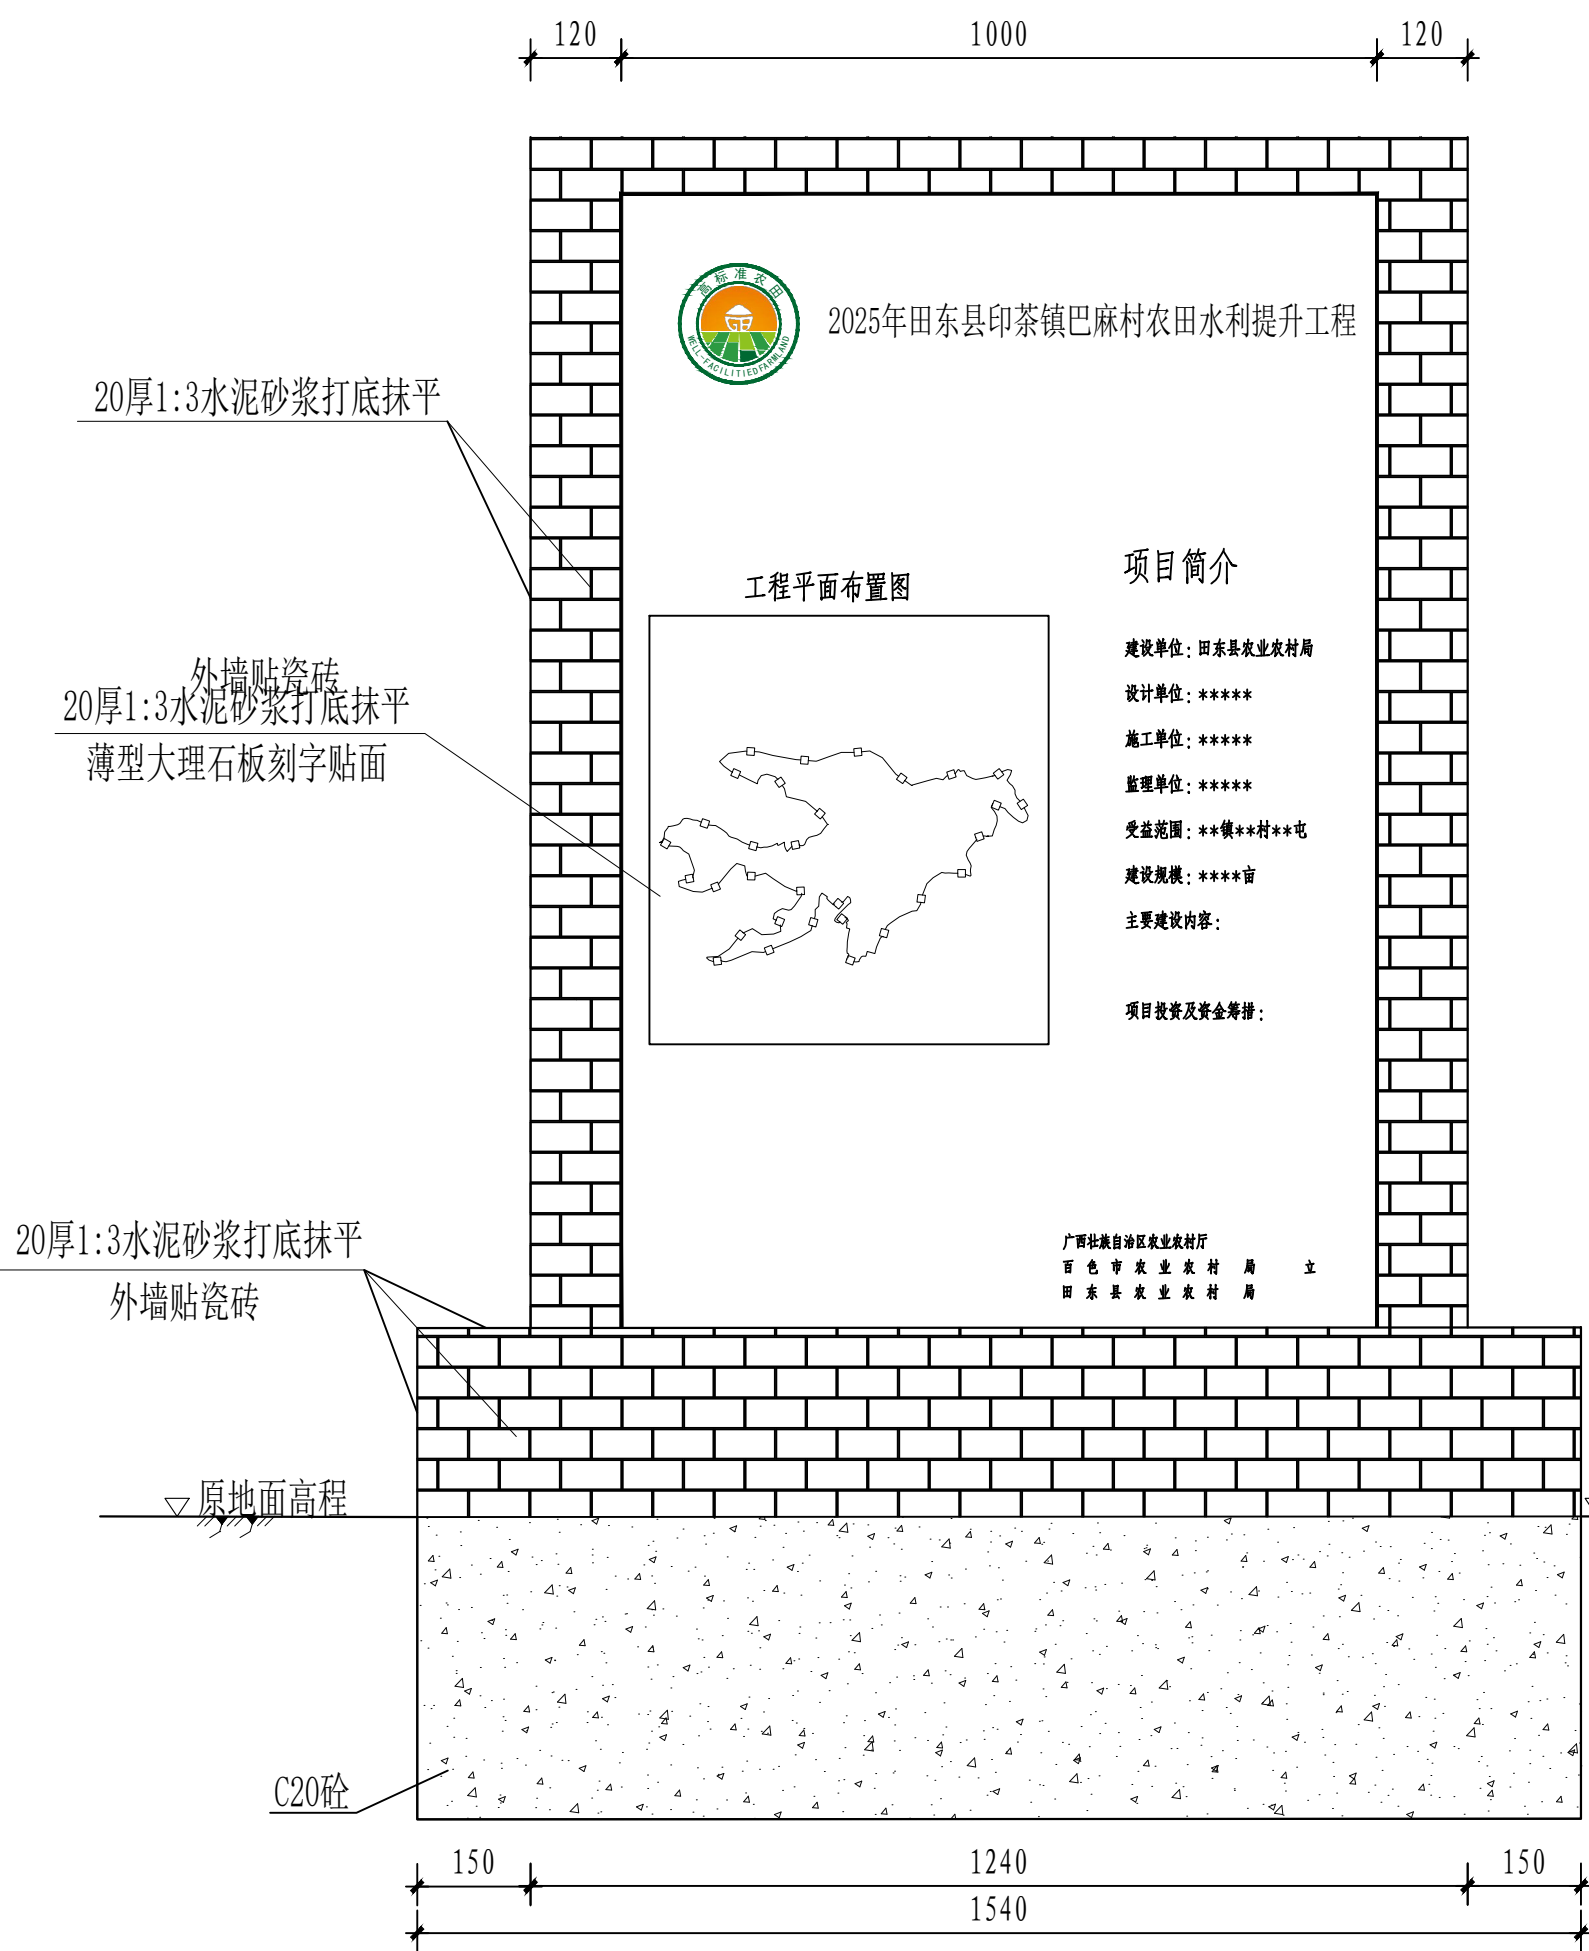 120
1000
120
高标准农田
WELL-FACILITIEDFARMLAND
2025年田东县印茶镇巴麻村农田水利提升工程
20厚1:3水泥砂浆打底抹平
外墙贴瓷砖
20厚1:3水泥砂浆打底抹平
薄型大理石板刻字贴面
工程平面布置图
项目简介
建设单位：田东县农业农村局
设计单位：*****
施工单位：*****
监理单位：*****
受益范围：**镇**村**屯
建设规模：****亩
主要建设内容：
项目投资及资金筹措：
广西壮族自治区农业农村厅
百色市农业农村局 立
田东县农业农村局
20厚1:3水泥砂浆打底抹平
外墙贴瓷砖
原地面高程
C20砼
150
1240
150
1540